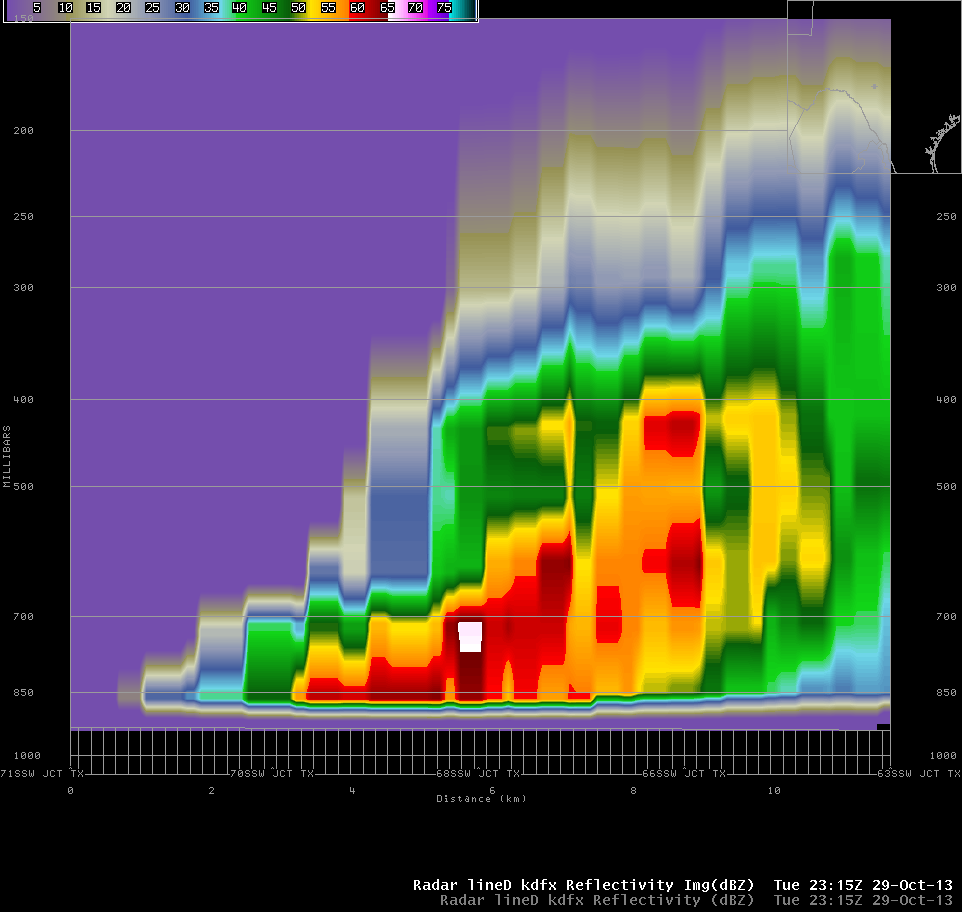 5 10 15 20 25 30 35 40 45 50 55 60 65 70 75
150
200
250 250
300 300
400 400
500 500
700 700
850 850
1000 1000
MILLIBARS
71SSW JCT TX 70SSW JCT TX 68SSW JCT TX 66SSW JCT TX 63SSW JCT TX
0 2 4 6 8 10
Distance (km)
Radar lineD kdfx Reflectivity Img(dBZ) Tue 23:15Z 29-Oct-13
Radar lineD kdfx Reflectivity (dBZ) Tue 23:15Z 29-Oct-13